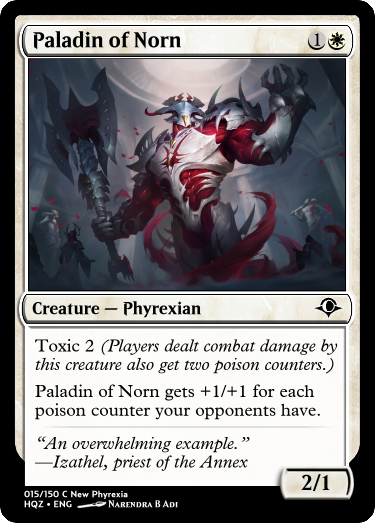 Paladin of Norn 1
Creature — Phyrexian
Toxic 2 (Players dealt combat damage by
this creature also get two poison counters.)
Paladin of Norn gets +1/+1 for each
poison counter your opponents have.
“An overwhelming example.”
—Izathel, priest of the Annex
2/1
015/150 C New Phyrexia
HQZ • ENG Narendra B Adi